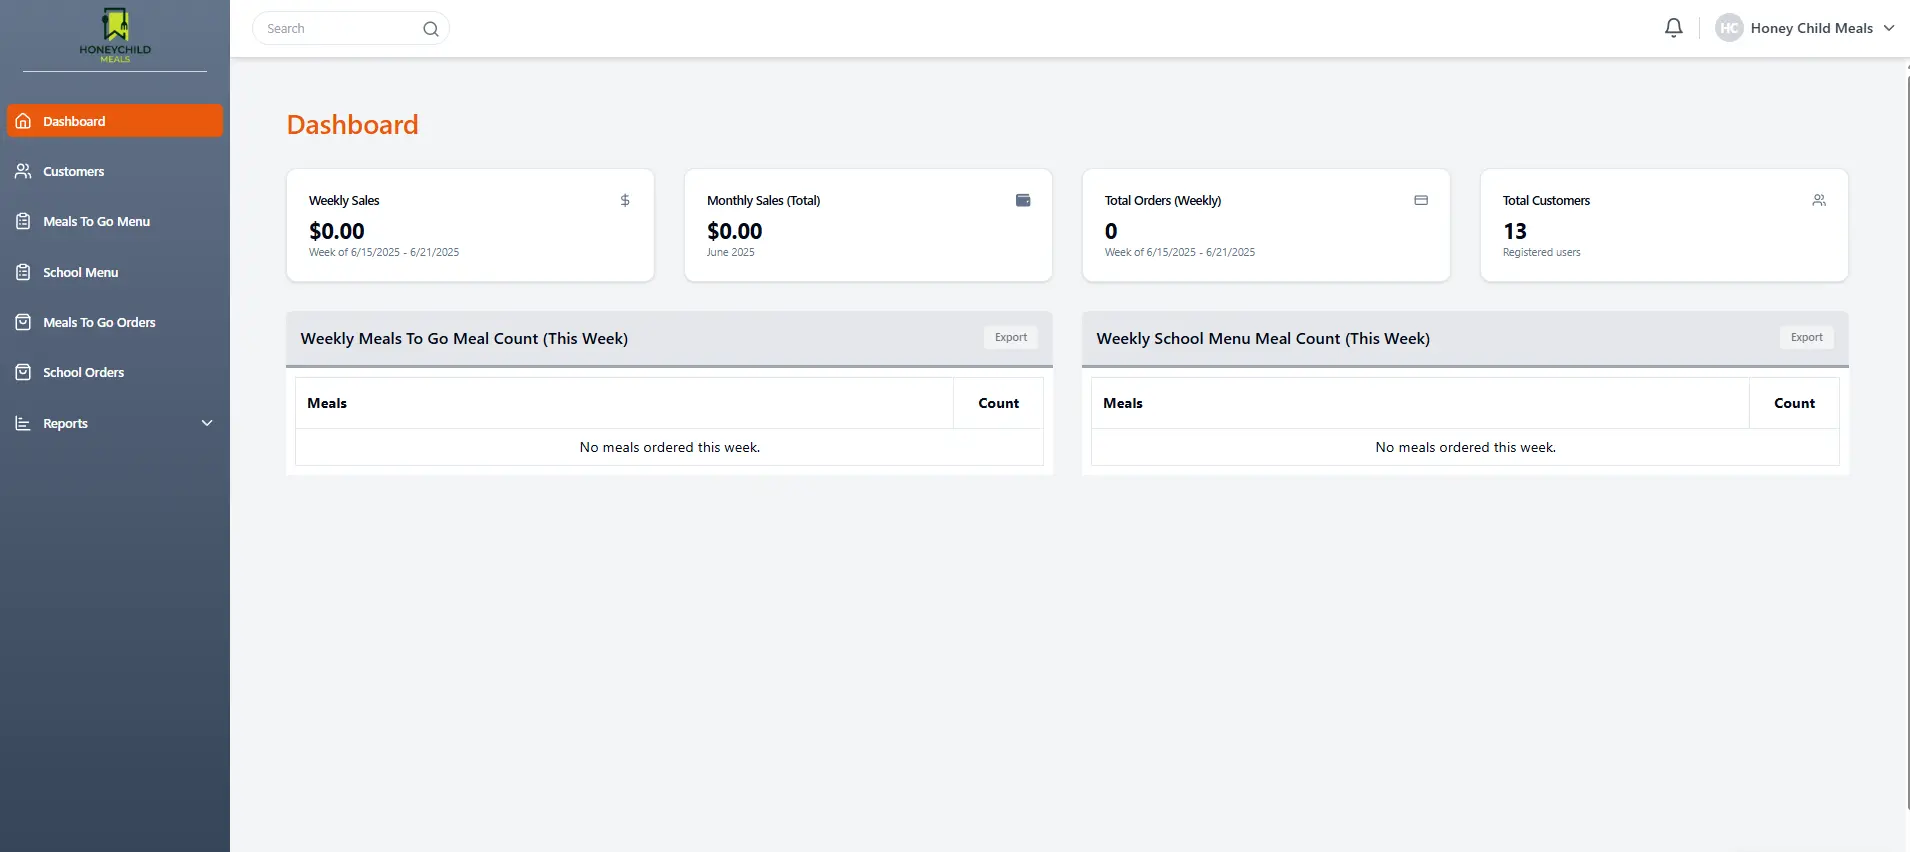 HONEYCHILD
MEALS
Search
HC
Honey Child Meals
Dashboard
Customers
Meals To Go Menu
School Menu
Meals To Go Orders
School Orders
Reports
Dashboard
Weekly Sales
$
$0.00
Week of 6/15/2025 - 6/21/2025
Monthly Sales (Total)
$0.00
June 2025
Total Orders (Weekly)
0
Week of 6/15/2025 - 6/21/2025
Total Customers
13
Registered users
Weekly Meals To Go Meal Count (This Week)
Export
Meals
Count
No meals ordered this week.
Weekly School Menu Meal Count (This Week)
Export
Meals
Count
No meals ordered this week.